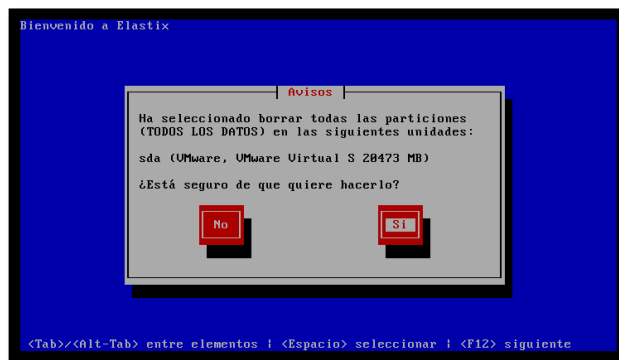 Bienvenido a Elastix
Avisos
Ha seleccionado borrar todas las particiones
(TODOS LOS DATOS) en las siguientes unidades:
sda (VMware, VMware Virtual S 20473 MB)
¿Está seguro de que quiere hacerlo?
No Si
<Tab>/<Alt-Tab> entre elementos | <Espacio> seleccionar | <F12> siguiente